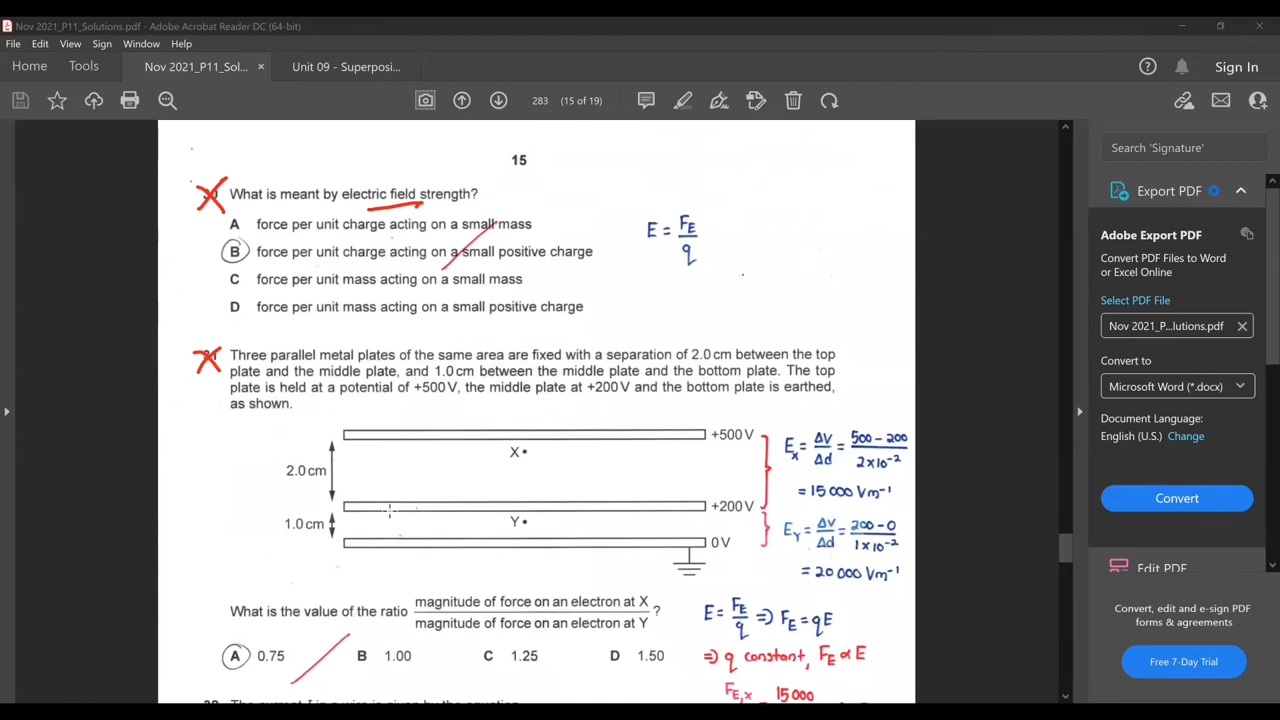 Nov 2021_P11_Solutions.pdf - Adobe Acrobat Reader DC (64-bit)
File Edit View Sign Window Help
Home Tools Nov 2021_P11_Sol... × Unit 09 - Superposi... Sign In
283 (15 of 19)
Search 'Signature'
Export PDF
Adobe Export PDF
Convert PDF Files to Word
or Excel Online
Select PDF File
Nov 2021_P...lutions.pdf
Convert to
Microsoft Word (*.docx)
Document Language:
English (U.S.) Change
Convert
Edit PDF
Convert, edit and e-sign PDF
forms & agreements
Free 7-Day Trial
15
What is meant by electric field strength?
A force per unit charge acting on a small mass
B force per unit charge acting on a small positive charge
C force per unit mass acting on a small mass
D force per unit mass acting on a small positive charge
E = F_E / q
Three parallel metal plates of the same area are fixed with a separation of 2.0 cm between the top
plate and the middle plate, and 1.0 cm between the middle plate and the bottom plate. The top
plate is held at a potential of +500 V, the middle plate at +200 V and the bottom plate is earthed,
as shown.
+500 V
X
2.0 cm
+200 V
1.0 cm
Y
0 V
E_x = ΔV/Δd = (500 - 200)/(2×10⁻²)
= 15 000 Vm⁻¹
E_Y = ΔV/Δd = (200 - 0)/(1×10⁻²)
= 20 000 Vm⁻¹
What is the value of the ratio magnitude of force on an electron at X / magnitude of force on an electron at Y ?
A 0.75 B 1.00 C 1.25 D 1.50
E = F_E/q ⇒ F_E = qE
⇒ q constant, F_E ∝ E
F_E,x 15 000
The current I in a wire is given by the equation